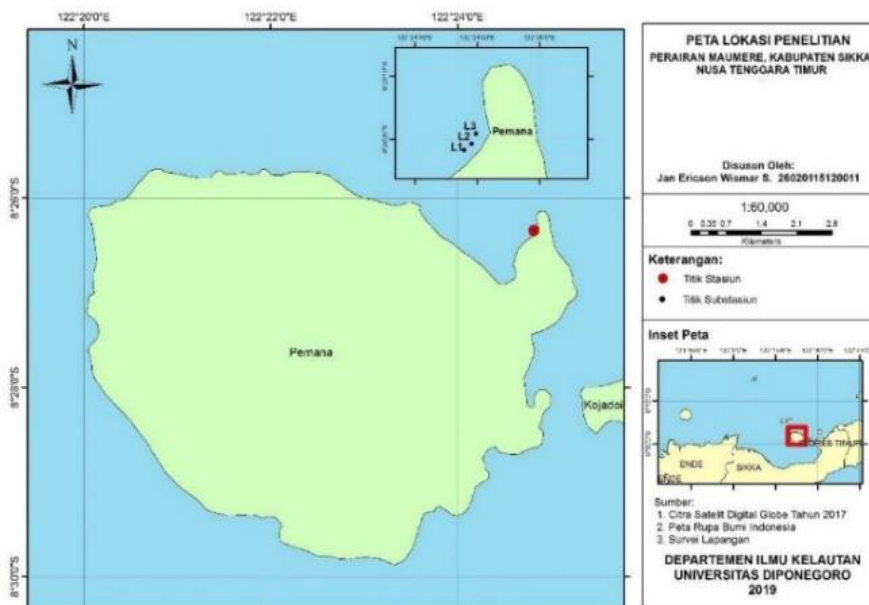 122°20'0"E 122°22'0"E 122°24'0"E
N
8°26'0"S
8°28'0"S
8°30'0"S
L3
L2
L1
Pemana
Pemana
Kojadoi
PETA LOKASI PENELITIAN
PERAIRAN MAUMERE, KABUPATEN SIKKA
NUSA TENGGARA TIMUR
Disusun Oleh:
Jan Ericson Wismar S. 26020115120011
1:60,000
0 0.35 0.7 1.4 2.1 2.8
Kilometers
Keterangan:
Titik Stasiun
Titik Substasiun
Inset Peta
ENDE
SIKKA
ENDE
Sumber:
1. Citra Satelit Digital Globe Tahun 2017
2. Peta Rupa Bumi Indonesia
3. Survei Lapangan
DEPARTEMEN ILMU KELAUTAN
UNIVERSITAS DIPONEGORO
2019